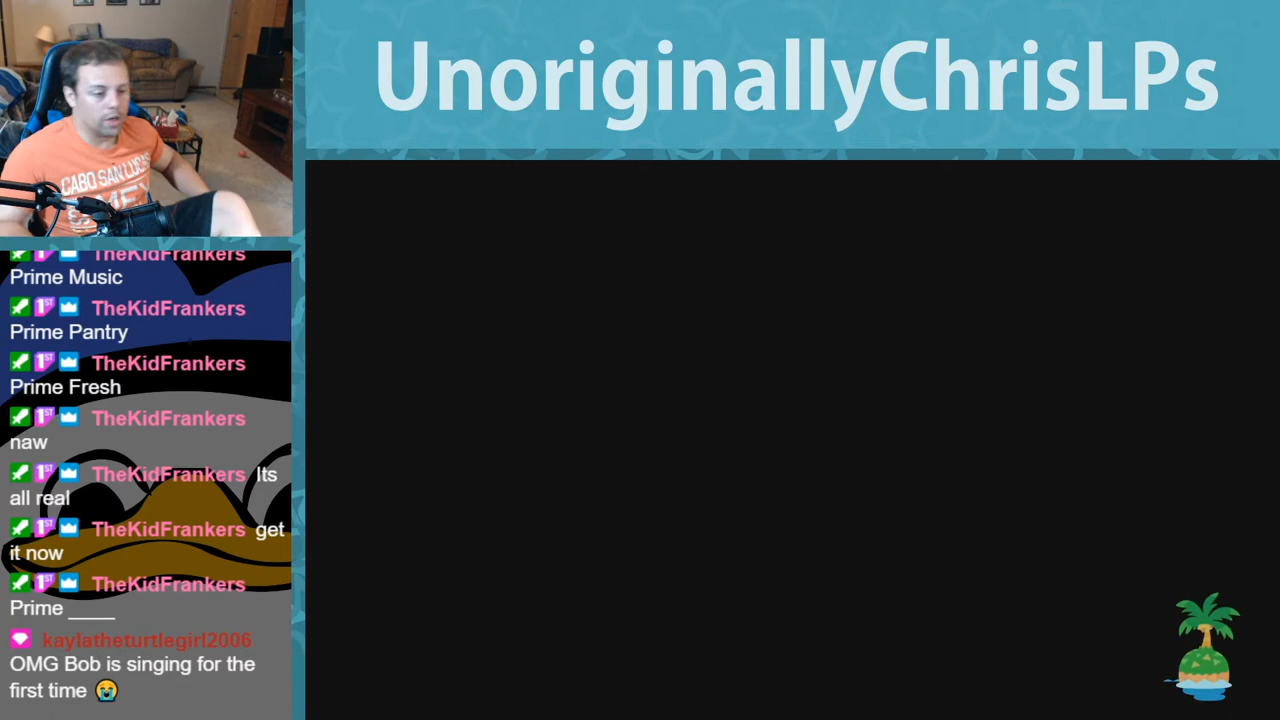 UnoriginallyChrisLPs
CABO SAN LUCAS
TheKidFrankers
Prime Music
TheKidFrankers
Prime Pantry
TheKidFrankers
Prime Fresh
TheKidFrankers
naw
TheKidFrankers Its
all real
TheKidFrankers get
it now
TheKidFrankers
Prime ____
kaylatheturtlegirl2006
OMG Bob is singing for the
first time 😭